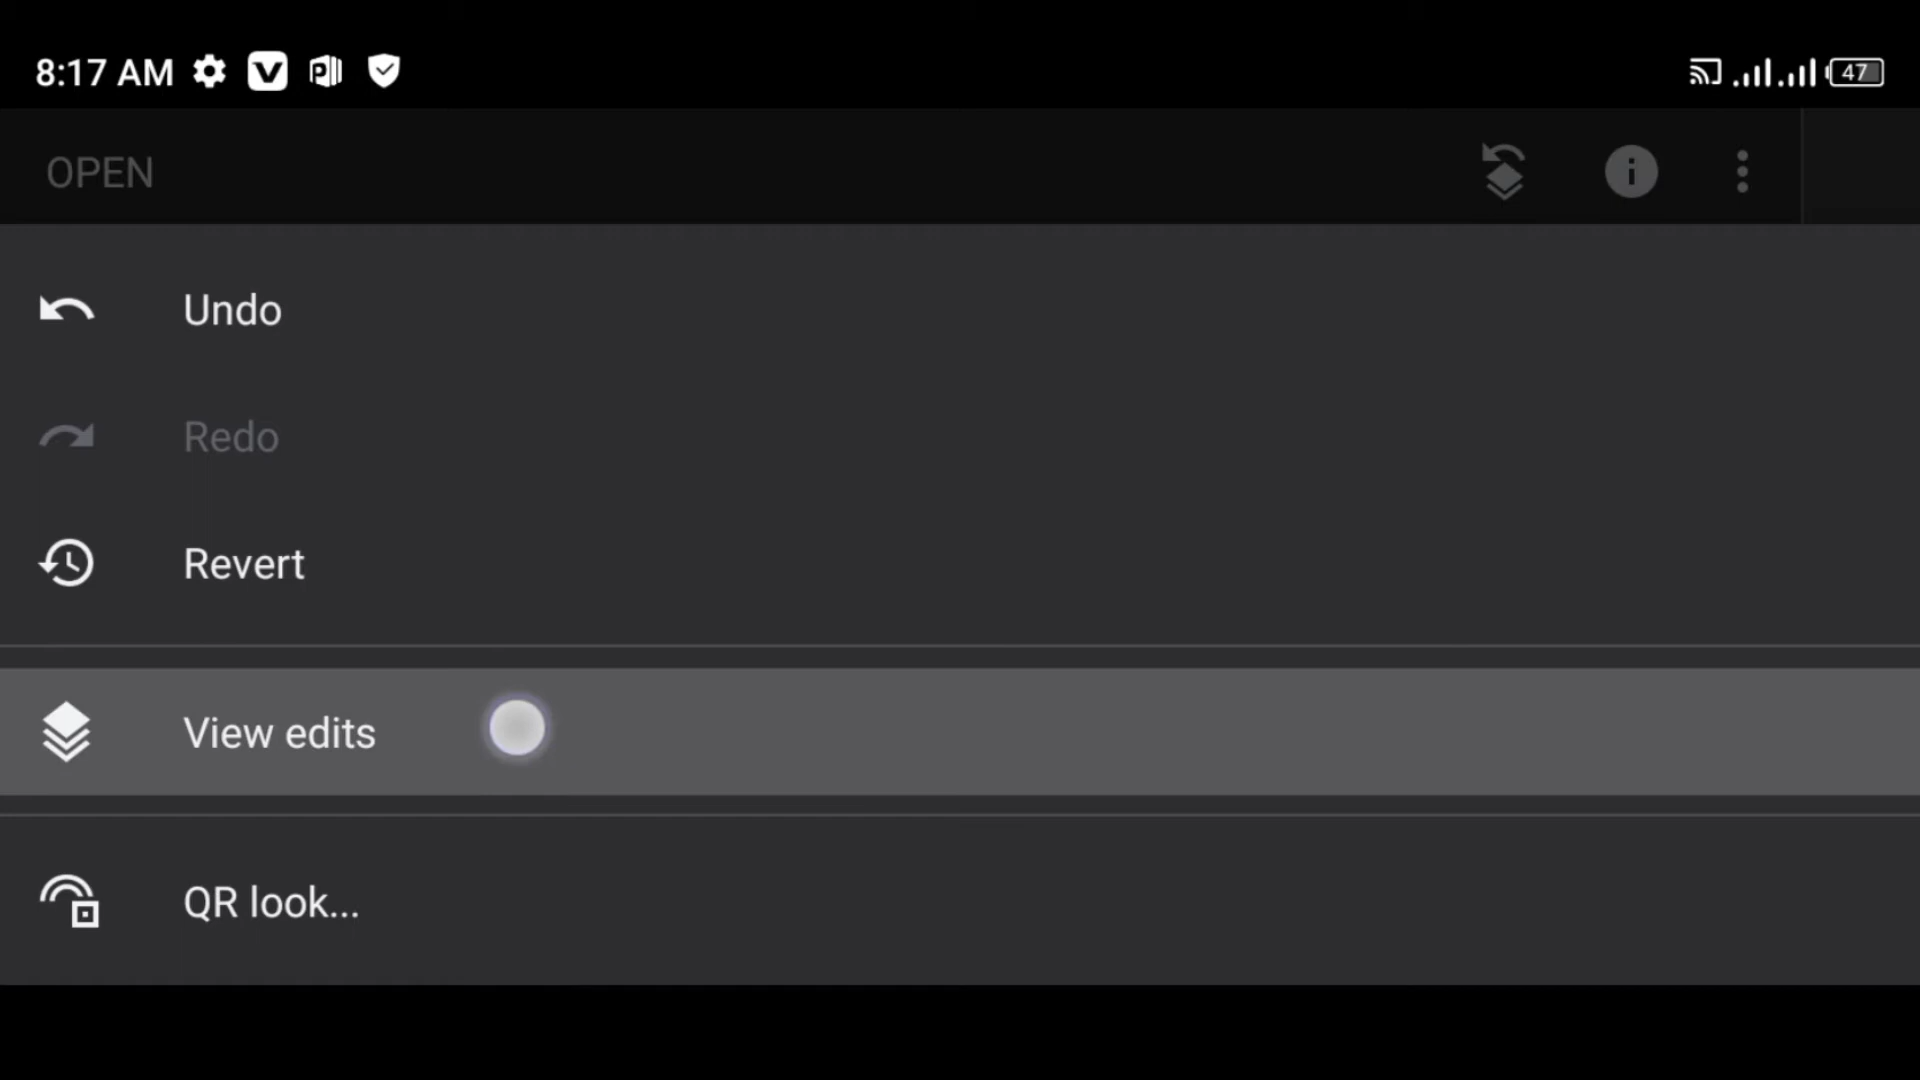 8:17 AM
47
OPEN
Undo
Redo
Revert
View edits
QR look...